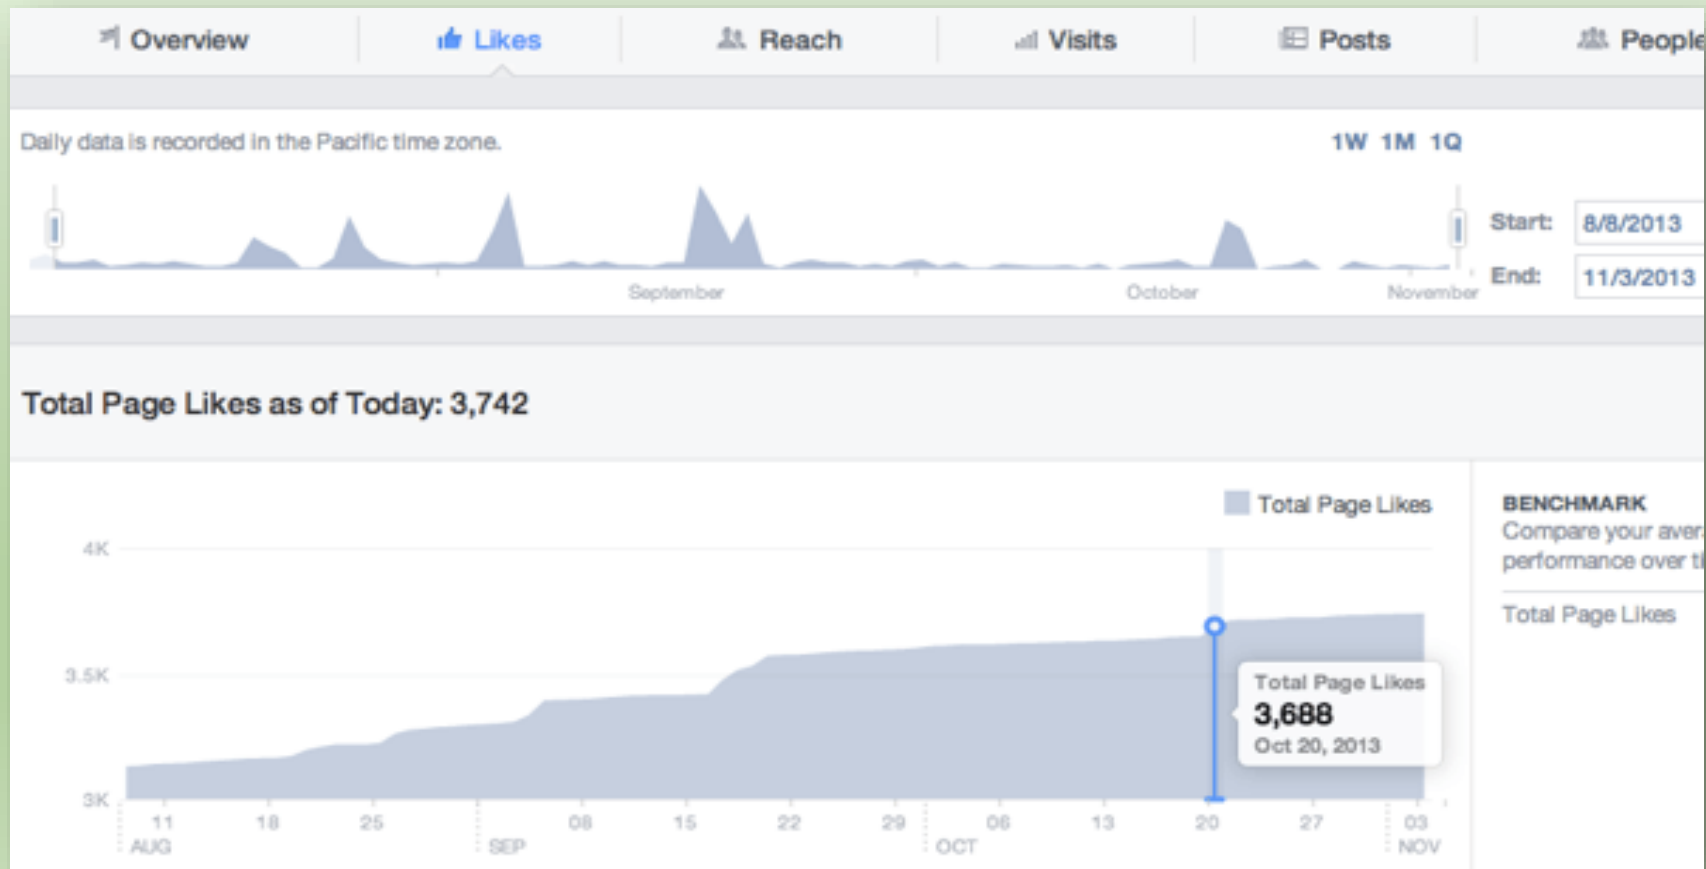 Overview Likes Reach Visits Posts People
Daily data is recorded in the Pacific time zone.
1W 1M 1Q
September October November
Start: 8/8/2013
End: 11/3/2013
Total Page Likes as of Today: 3,742
Total Page Likes
4K
3.5K
3K
Total Page Likes
3,688
Oct 20, 2013
11 18 25 08 15 22 29 06 13 20 27 03
AUG SEP OCT NOV
BENCHMARK
Compare your aver
performance over ti
Total Page Likes